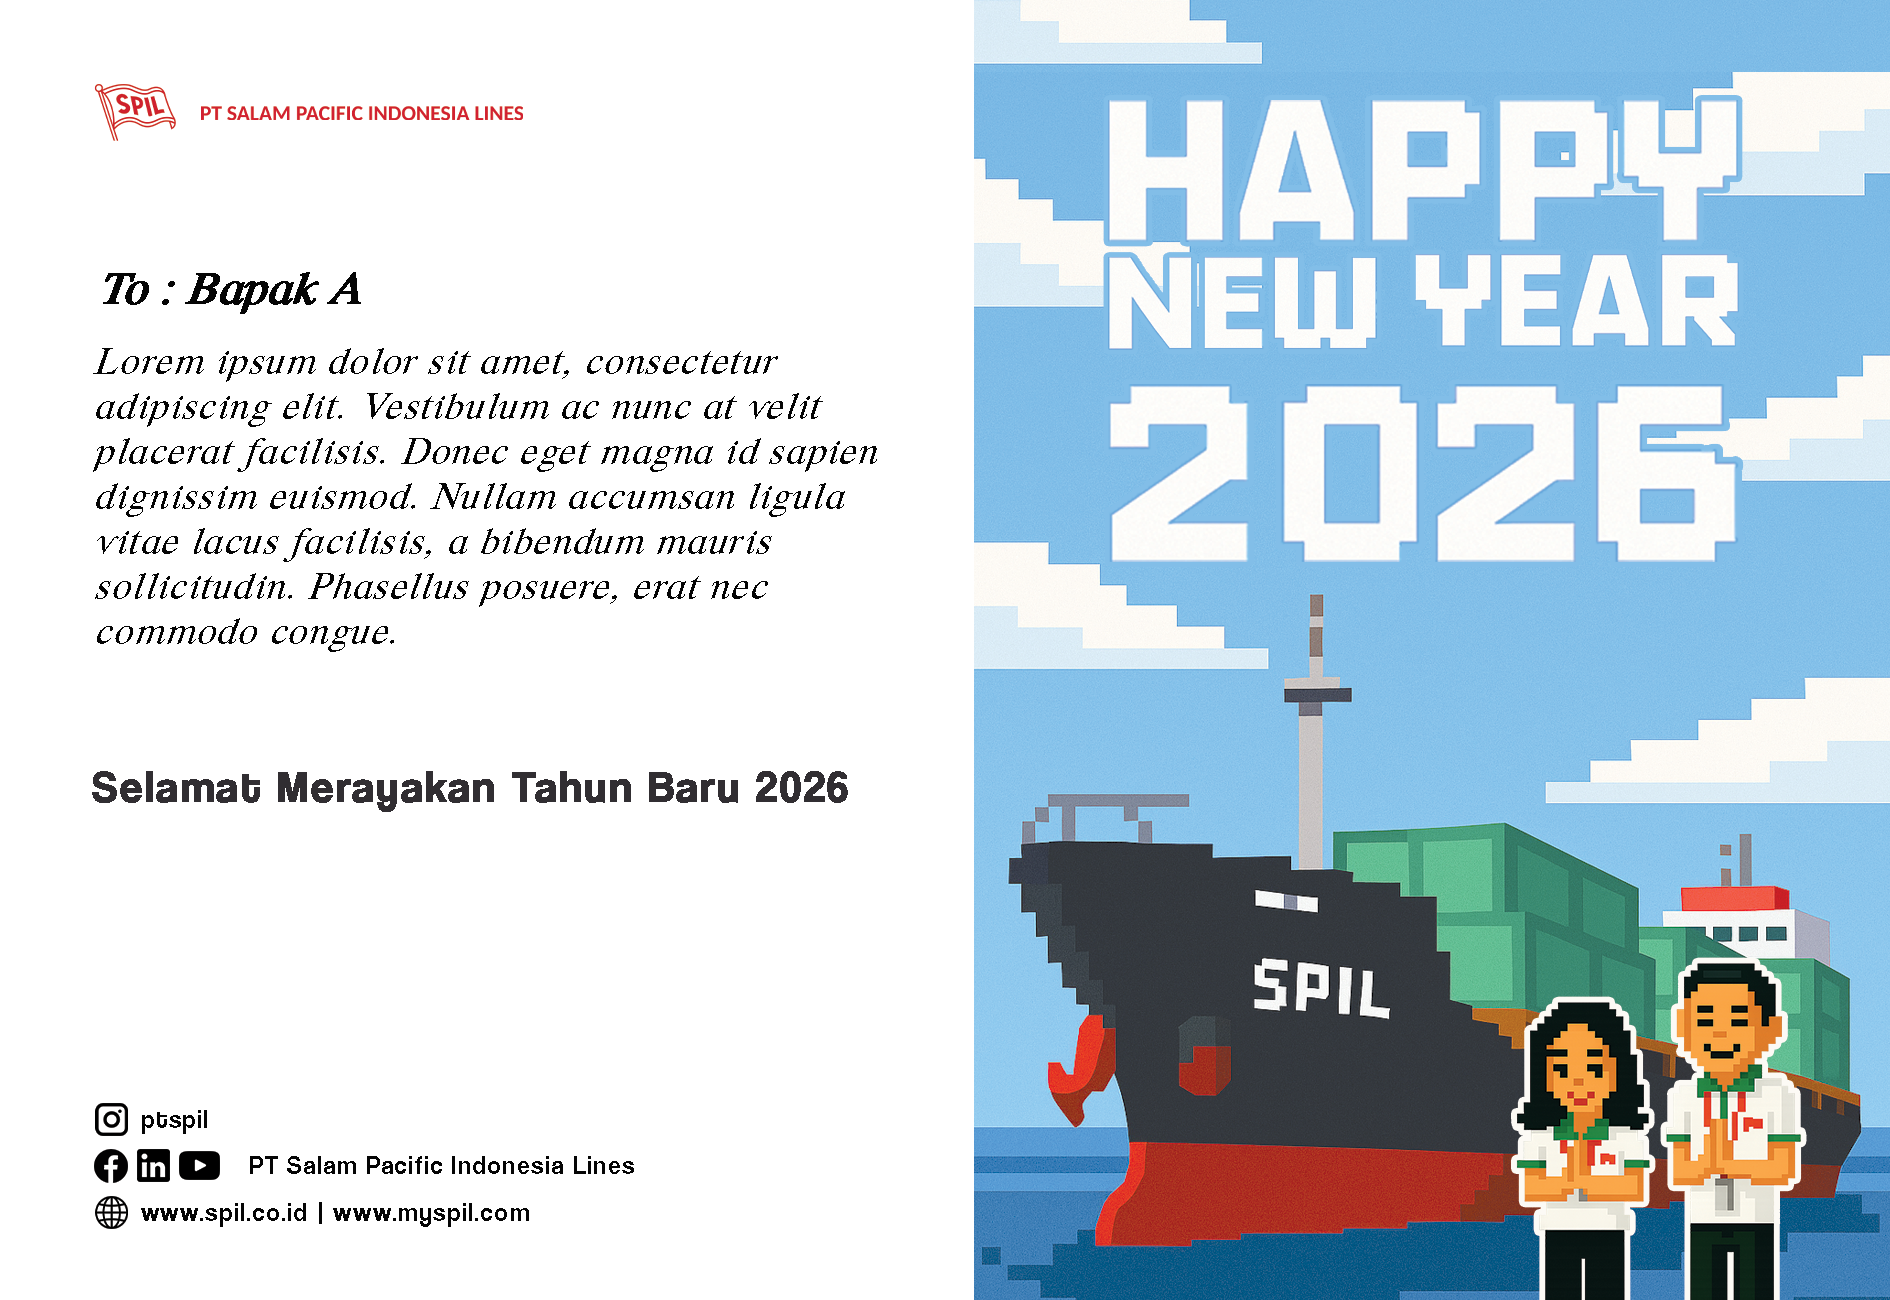 SPIL
PT SALAM PACIFIC INDONESIA LINES
To : Bapak A
Lorem ipsum dolor sit amet, consectetur
adipiscing elit. Vestibulum ac nunc at velit
placerat facilisis. Donec eget magna id sapien
dignissim euismod. Nullam accumsan ligula
vitae lacus facilisis, a bibendum mauris
sollicitudin. Phasellus posuere, erat nec
commodo congue.
Selamat Merayakan Tahun Baru 2026
ptspil
PT Salam Pacific Indonesia Lines
www.spil.co.id | www.myspil.com
HAPPY
NEW YEAR
2026
SPIL